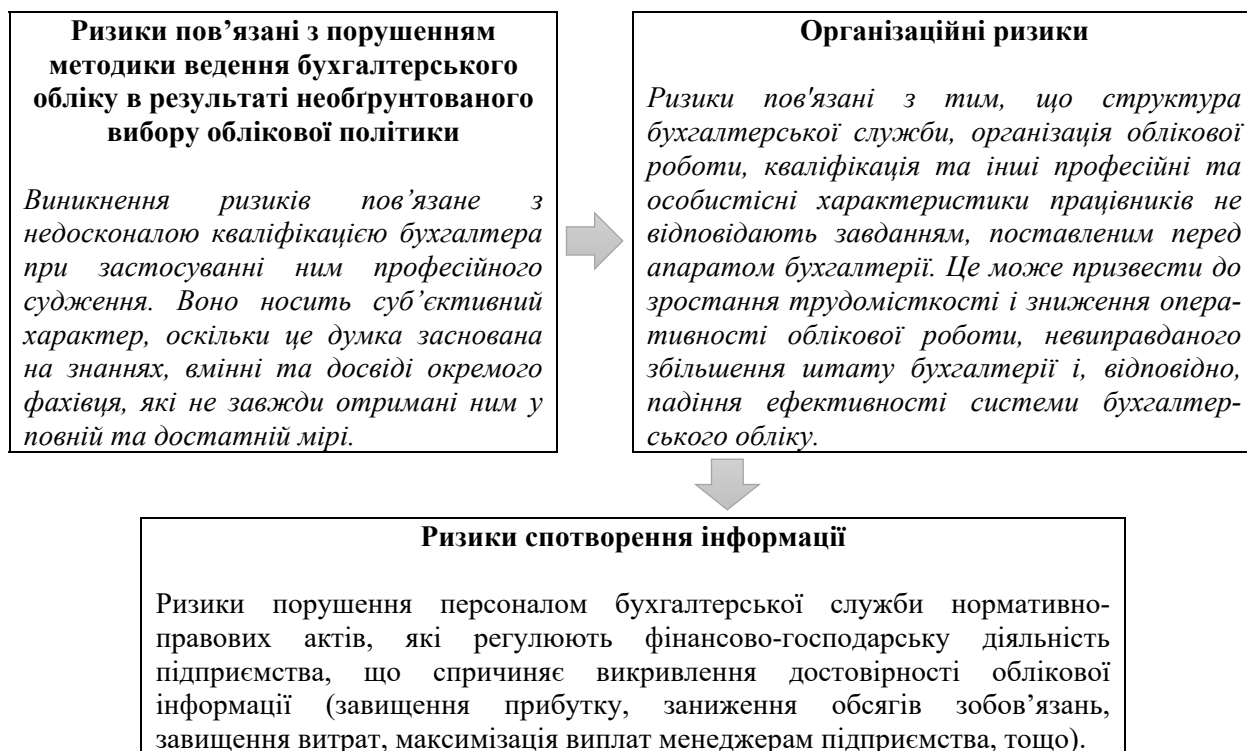 Ризики пов’язані з порушенням
методики ведення бухгалтерського
обліку в результаті необґрунтованого
вибору облікової політики
Виникнення ризиків пов’язане з
недосконалою кваліфікацією бухгалтера
при застосуванні ним професійного
судження. Воно носить суб’єктивний
характер, оскільки це думка заснована
на знаннях, вмінні та досвіді окремого
фахівця, які не завжди отримані ним у
повній та достатній мірі.
Організаційні ризики
Ризики пов'язані з тим, що структура
бухгалтерської служби, організація облікової
роботи, кваліфікація та інші професійні та
особистісні характеристики працівників не
відповідають завданням, поставленим перед
апаратом бухгалтерії. Це може призвести до
зростання трудомісткості і зниження опера-
тивності облікової роботи, невиправданого
збільшення штату бухгалтерії і, відповідно,
падіння ефективності системи бухгалтер-
ського обліку.
Ризики спотворення інформації
Ризики порушення персоналом бухгалтерської служби нормативно-
правових актів, які регулюють фінансово-господарську діяльність
підприємства, що спричиняє викривлення достовірності облікової
інформації (завищення прибутку, заниження обсягів зобов’язань,
завищення витрат, максимізація виплат менеджерам підприємства, тощо).